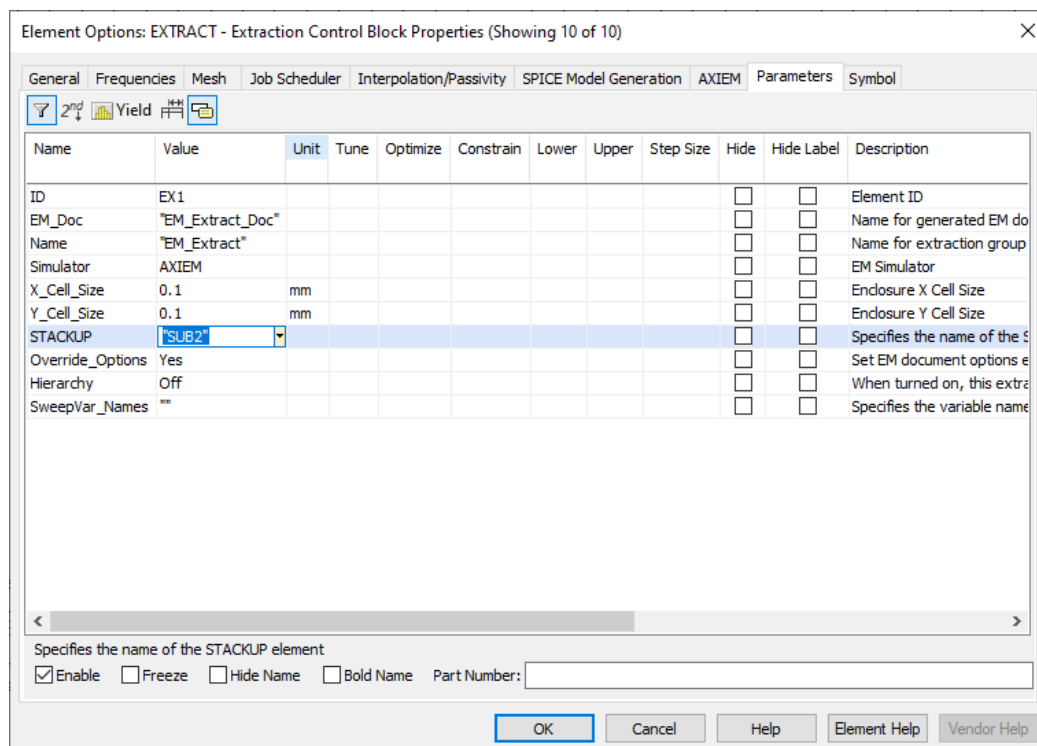 Element Options: EXTRACT - Extraction Control Block Properties (Showing 10 of 10)
General Frequencies Mesh Job Scheduler Interpolation/Passivity SPICE Model Generation AXIEM Parameters Symbol
2nd Yield
Name Value Unit Tune Optimize Constrain Lower Upper Step Size Hide Hide Label Description
ID EX1 Element ID
EM_Doc "EM_Extract_Doc" Name for generated EM do
Name "EM_Extract" Name for extraction group
Simulator AXIEM EM Simulator
X_Cell_Size 0.1 mm Enclosure X Cell Size
Y_Cell_Size 0.1 mm Enclosure Y Cell Size
STACKUP "SUB2" Specifies the name of the S
Override_Options Yes Set EM document options e
Hierarchy Off When turned on, this extra
SweepVar_Names "" Specifies the variable name
Specifies the name of the STACKUP element
Enable Freeze Hide Name Bold Name Part Number:
OK Cancel Help Element Help Vendor Help